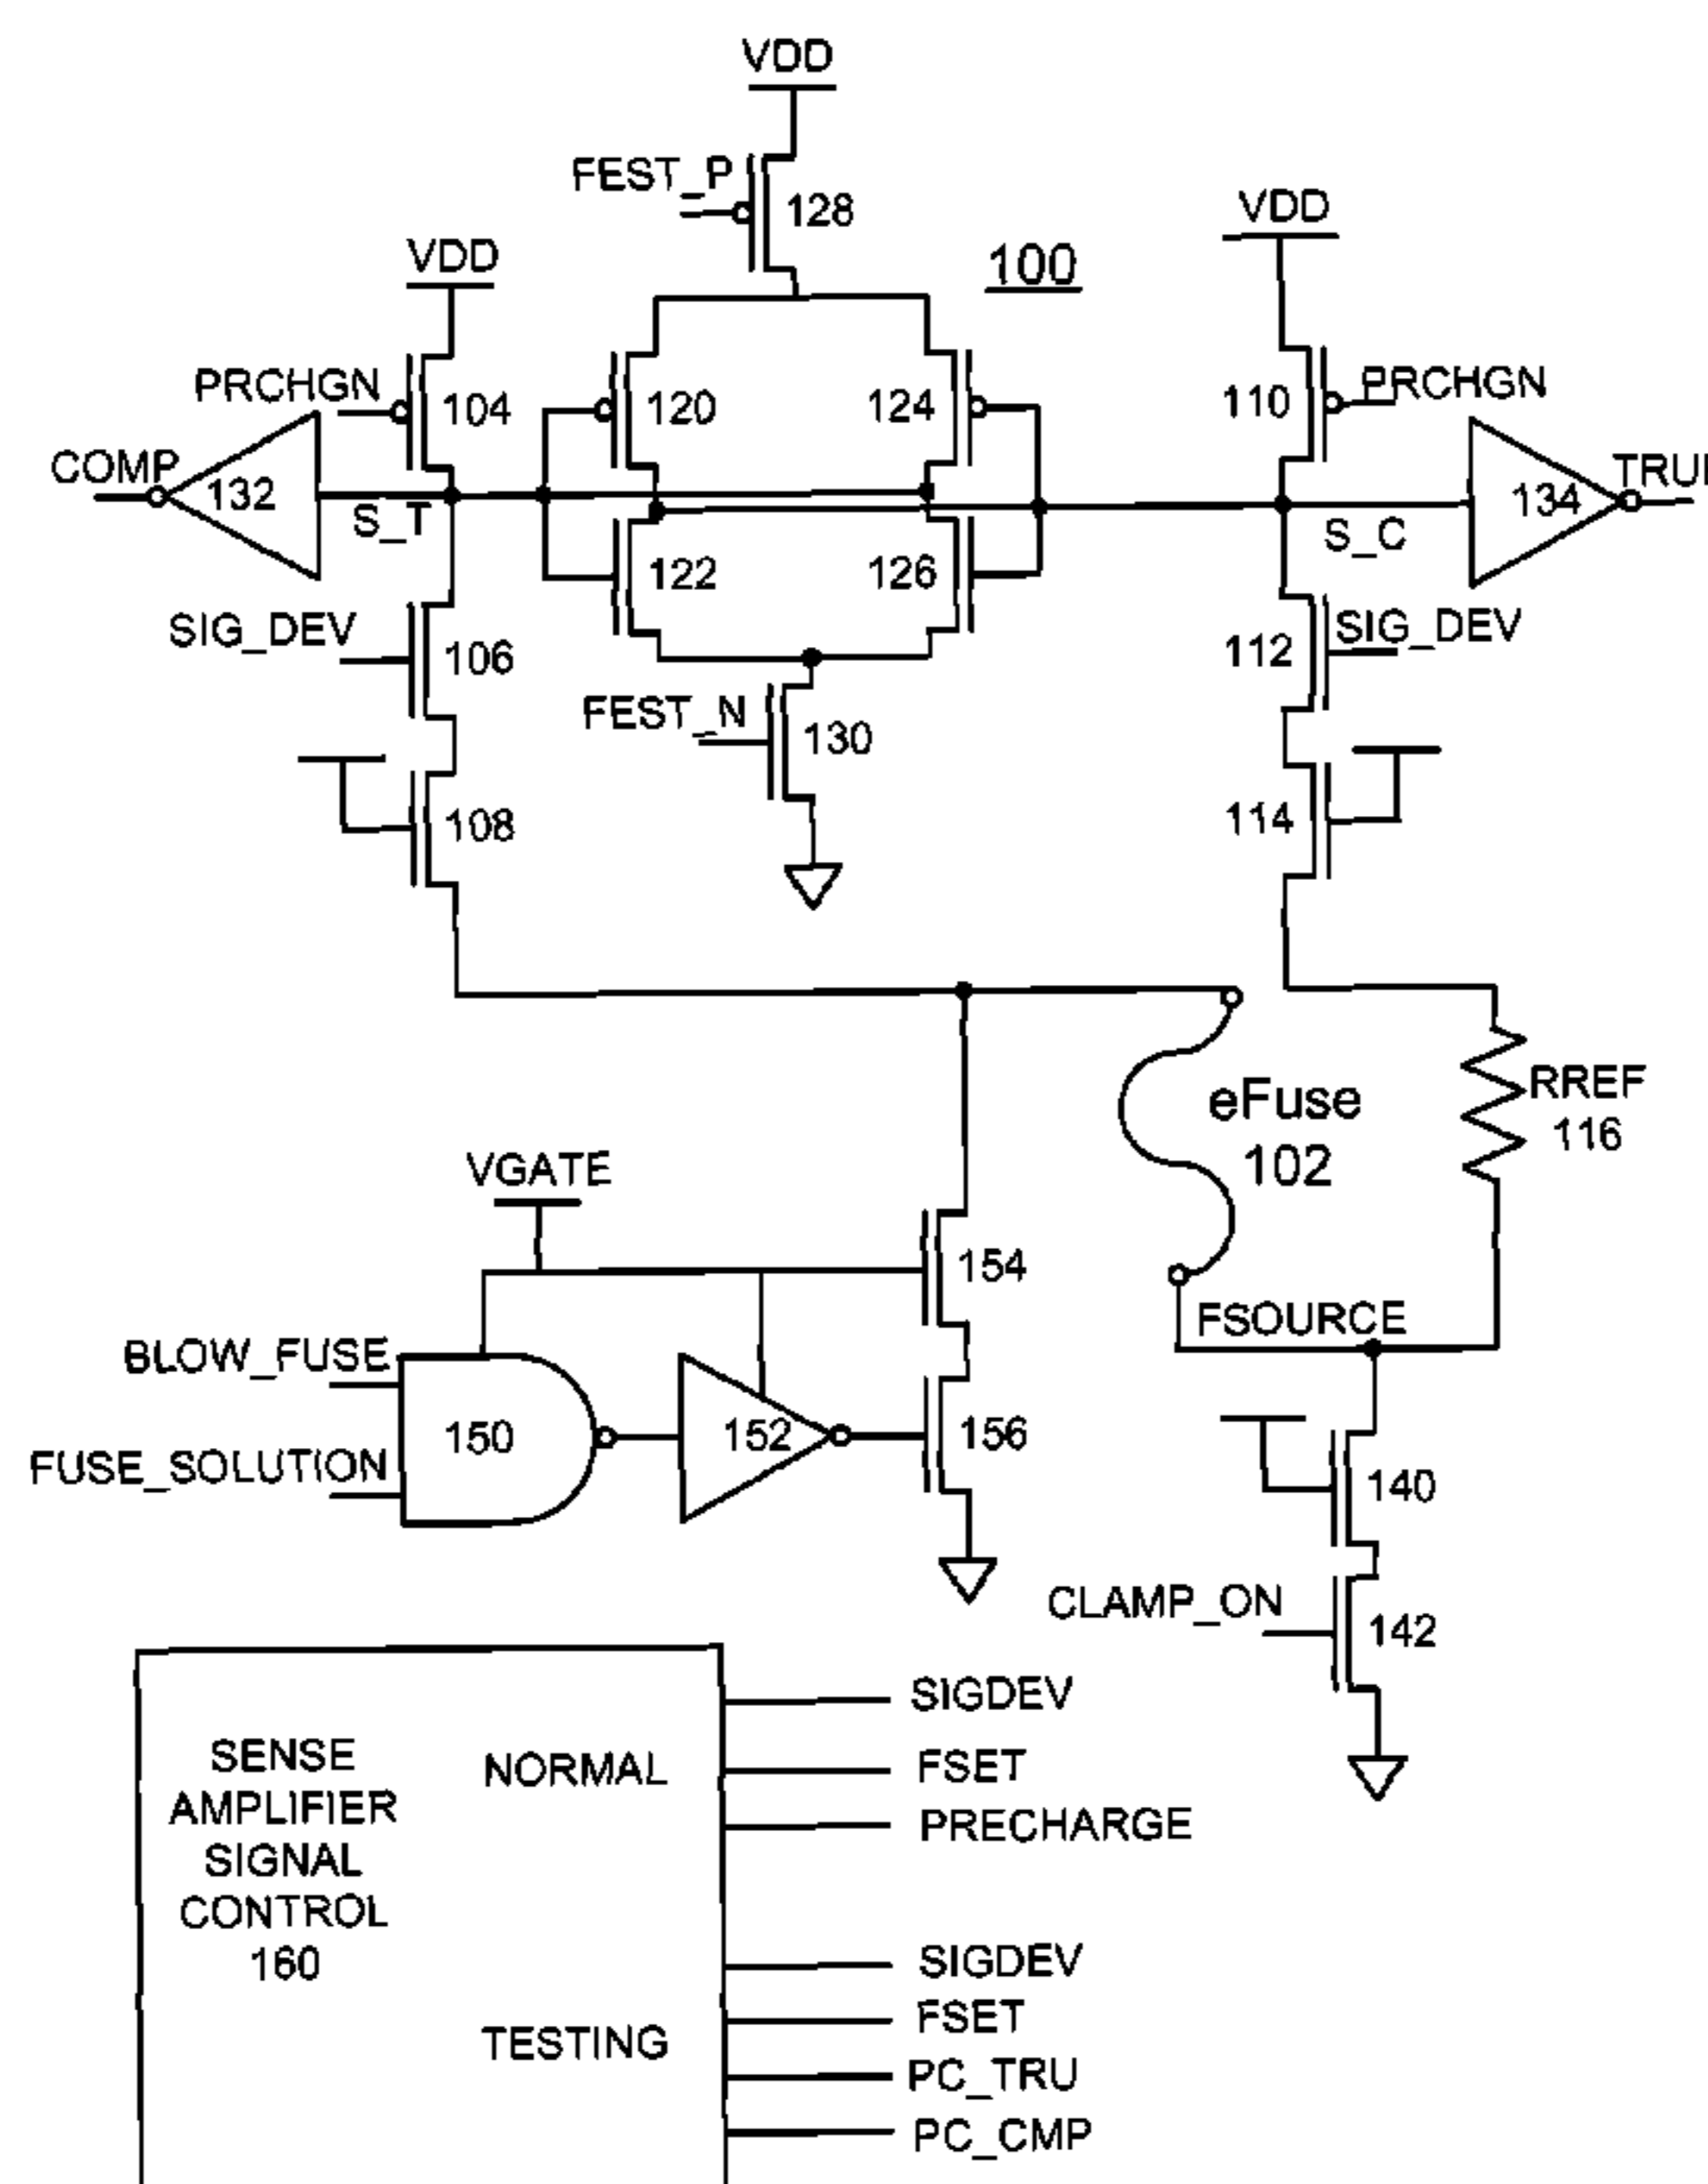 VDD
FEST_P
128
VDD
100
VDD
PRCHGN
104
120
124
110
PRCHGN
COMP
132
S_T
S_C
134
TRUE
122
126
SIG_DEV
106
112
SIG_DEV
FEST_N
130
108
114
eFuse
102
RREF
116
VGATE
154
FSOURCE
BLOW_FUSE
150
152
156
FUSE_SOLUTION
140
CLAMP_ON
142
SENSE
AMPLIFIER
SIGNAL
CONTROL
160
NORMAL
SIGDEV
FSET
PRECHARGE
TESTING
SIGDEV
FSET
PC_TRU
PC_CMP